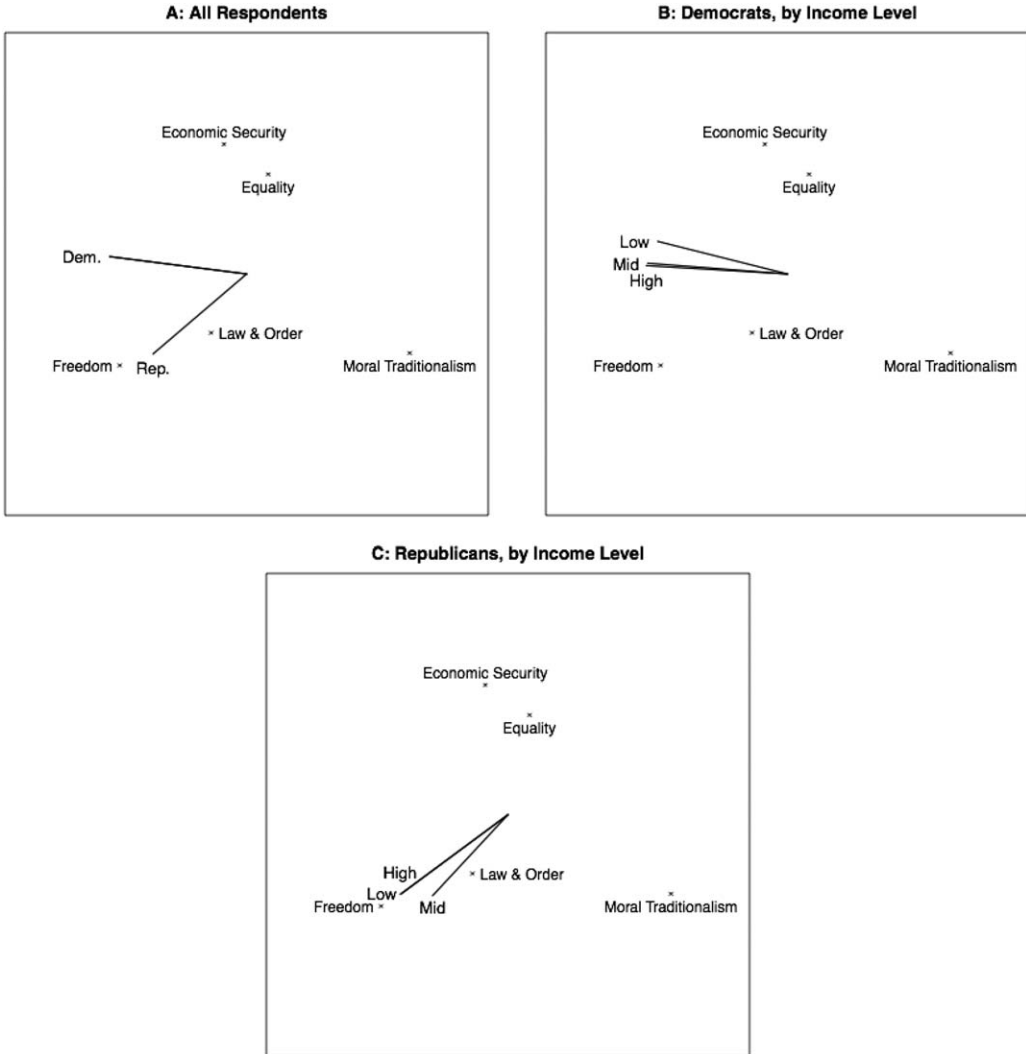 A: All Respondents
Economic Security
Equality
Dem.
Law & Order
Freedom
Rep.
Moral Traditionalism
B: Democrats, by Income Level
Economic Security
Equality
Low
Mid
High
Law & Order
Freedom
Moral Traditionalism
C: Republicans, by Income Level
Economic Security
Equality
High
Law & Order
Low
Freedom
Mid
Moral Traditionalism